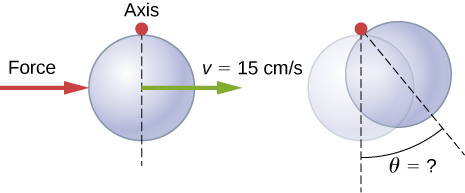 Axis
Force
v = 15 cm/s
θ = ?